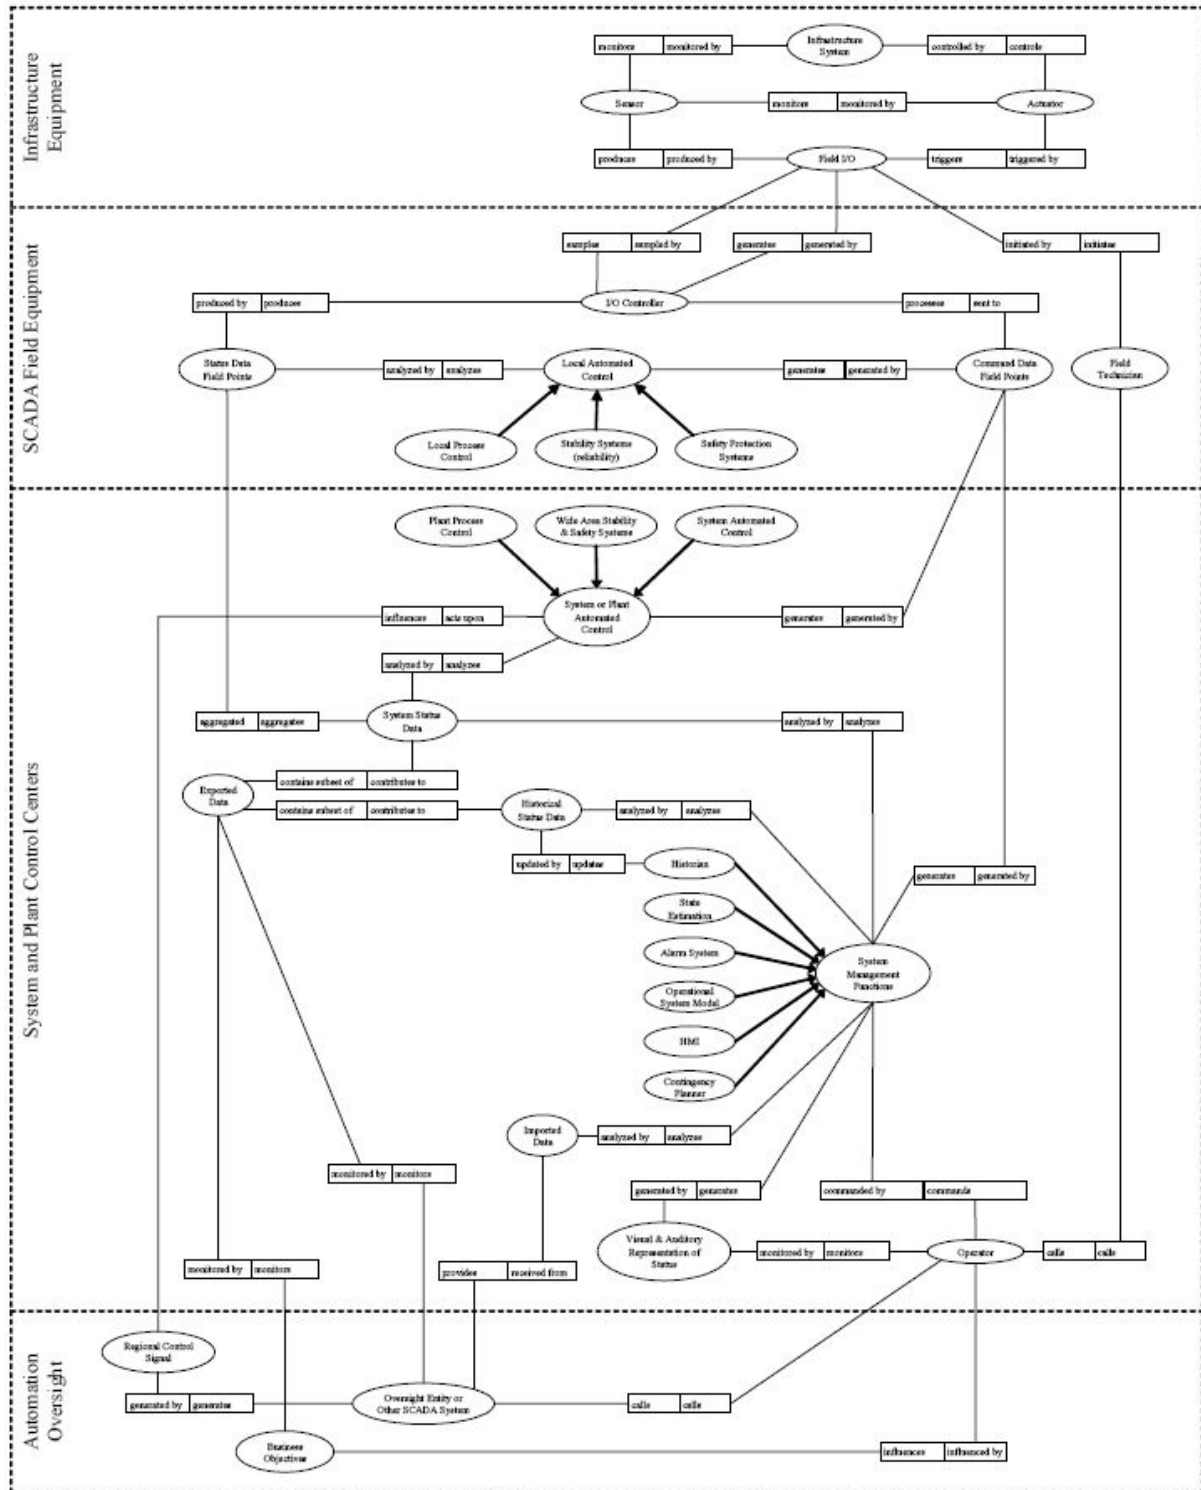 Infrastructure
Equipment
monitors monitored by
Infrastructure
System
controlled by controls
Sensor
monitors monitored by
Actuator
produces produced by
Field I/O
triggers triggered by
SCADA Field Equipment
samples sampled by
generates generated by
initiated by initiates
produced by produces
I/O Controller
processes sent to
Status Data
Field Points
analyzed by analyzes
Local Automated
Control
generates generated by
Command Data
Field Points
Field
Technician
Local Process
Control
Stability Systems
(reliability)
Safety Protection
Systems
System and Plant Control Centers
Plant Process
Control
Wide Area Stability
& Safety Systems
System Automated
Control
influences acts upon
System or Plant
Automated
Control
generates generated by
analyzed by analyzes
aggregated aggregates
System Status
Data
analyzed by analyzes
Exported
Data
contains subset of contributes to
contains subset of contributes to
Historical
Status Data
analyzed by analyzes
updated by updates
Historian
generates generated by
State
Estimation
Alarm System
System
Management
Functions
Operational
System Model
HMI
Contingency
Planner
Imported
Data
analyzed by analyzes
monitored by monitors
generated by generates
commanded by commands
Visual & Auditory
Representation of
Status
monitored by monitors
Operator
calls calls
monitored by monitors
provides received from
Automation
Oversight
Regional Control
Signal
generated by generates
Oversight Entity or
Other SCADA System
calls calls
Business
Objectives
influences influenced by